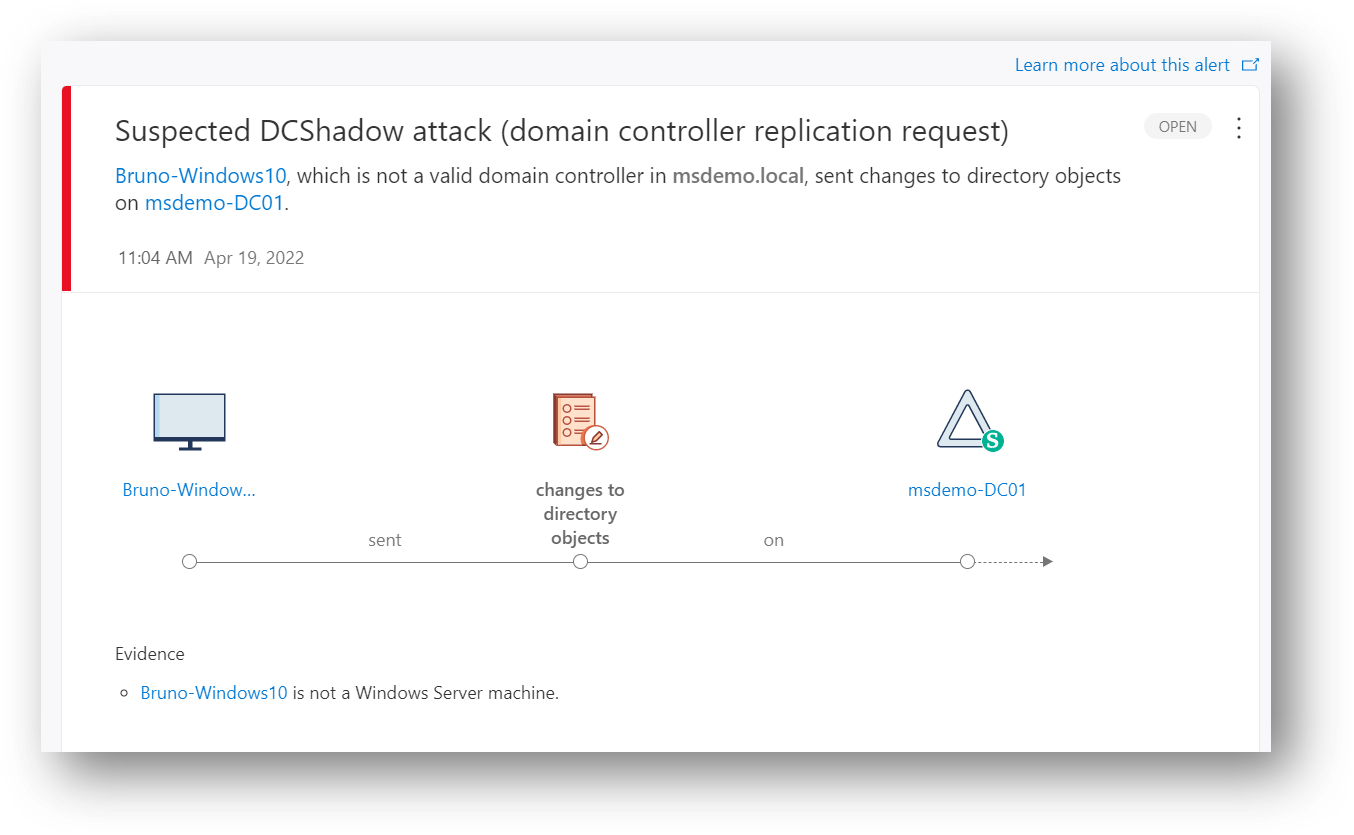 Learn more about this alert
Suspected DCShadow attack (domain controller replication request)
OPEN
Bruno-Windows10, which is not a valid domain controller in msdemo.local, sent changes to directory objects
on msdemo-DC01.
11:04 AM Apr 19, 2022
S
Bruno-Window...
changes to
directory
objects
msdemo-DC01
sent
on
Evidence
Bruno-Windows10 is not a Windows Server machine.